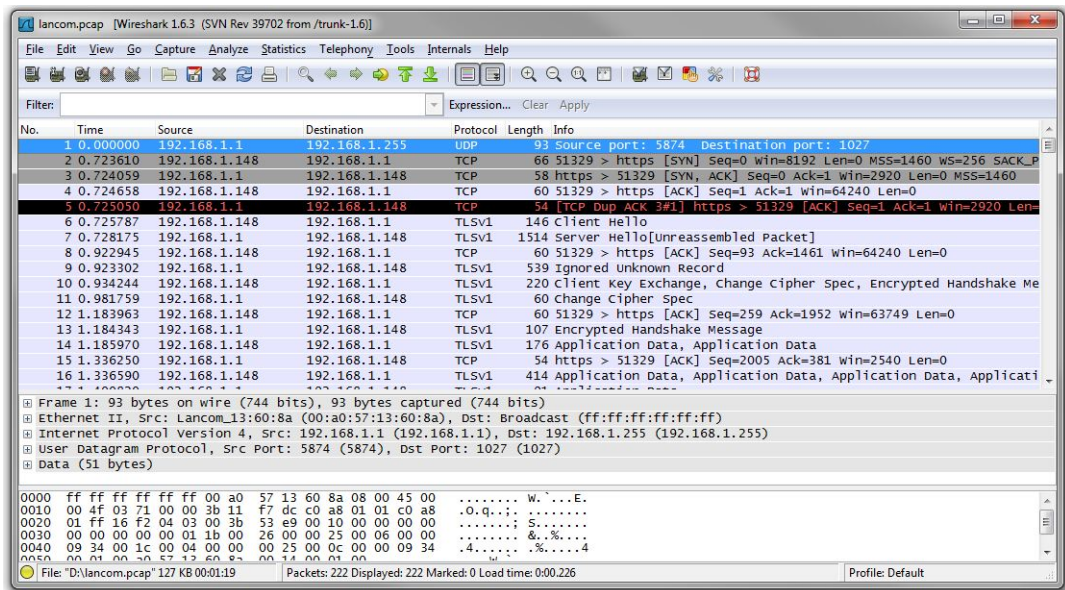 lancom.pcap [Wireshark 1.6.3 (SVN Rev 39702 from /trunk-1.6)]
File Edit View Go Capture Analyze Statistics Telephony Tools Internals Help
Filter: Expression... Clear Apply
No. Time Source Destination Protocol Length Info
1 0.000000 192.168.1.1 192.168.1.255 UDP 93 Source port: 5874 Destination port: 1027
2 0.723610 192.168.1.148 192.168.1.1 TCP 66 51329 > https [SYN] Seq=0 Win=8192 Len=0 MSS=1460 WS=256 SACK_P
3 0.724059 192.168.1.1 192.168.1.148 TCP 58 https > 51329 [SYN, ACK] Seq=0 Ack=1 Win=2920 Len=0 MSS=1460
4 0.724658 192.168.1.148 192.168.1.1 TCP 60 51329 > https [ACK] Seq=1 Ack=1 Win=64240 Len=0
5 0.725050 192.168.1.1 192.168.1.148 TCP 54 [TCP Dup ACK 3#1] https > 51329 [ACK] Seq=1 Ack=1 Win=2920 Len=
6 0.725787 192.168.1.148 192.168.1.1 TLSv1 146 Client Hello
7 0.728175 192.168.1.1 192.168.1.148 TLSv1 1514 Server Hello[Unreassembled Packet]
8 0.922945 192.168.1.148 192.168.1.1 TCP 60 51329 > https [ACK] Seq=93 Ack=1461 Win=64240 Len=0
9 0.923302 192.168.1.1 192.168.1.148 TLSv1 539 Ignored Unknown Record
10 0.934244 192.168.1.148 192.168.1.1 TLSv1 220 Client Key Exchange, Change Cipher Spec, Encrypted Handshake Me
11 0.981759 192.168.1.1 192.168.1.148 TLSv1 60 Change Cipher Spec
12 1.183963 192.168.1.148 192.168.1.1 TCP 60 51329 > https [ACK] Seq=259 Ack=1952 Win=63749 Len=0
13 1.184343 192.168.1.1 192.168.1.148 TLSv1 107 Encrypted Handshake Message
14 1.185970 192.168.1.148 192.168.1.1 TLSv1 176 Application Data, Application Data
15 1.336250 192.168.1.1 192.168.1.148 TCP 54 https > 51329 [ACK] Seq=2005 Ack=381 Win=2540 Len=0
16 1.336590 192.168.1.148 192.168.1.1 TLSv1 414 Application Data, Application Data, Application Data, Applicati
Frame 1: 93 bytes on wire (744 bits), 93 bytes captured (744 bits)
Ethernet II, Src: Lancom_13:60:8a (00:a0:57:13:60:8a), Dst: Broadcast (ff:ff:ff:ff:ff:ff)
Internet Protocol Version 4, Src: 192.168.1.1 (192.168.1.1), Dst: 192.168.1.255 (192.168.1.255)
User Datagram Protocol, Src Port: 5874 (5874), Dst Port: 1027 (1027)
Data (51 bytes)
0000 ff ff ff ff ff ff 00 a0 57 13 60 8a 08 00 45 00 ........ W.`...E.
0010 00 4f 03 71 00 00 3b 11 f7 dc c0 a8 01 01 c0 a8 .O.q..;. ........
0020 01 ff 16 f2 04 03 00 3b 53 e9 00 10 00 00 00 00 .......; S.......
0030 00 00 00 00 00 01 1b 00 26 00 00 25 00 00 00 00 ........ &..%....
0040 09 34 00 1c 00 04 00 00 00 25 00 0c 00 00 09 34 .4...... .%.....4
0050 00 01 00 a0 57 13 60 8a 00 14 00 01 00
File: "D:\lancom.pcap" 127 KB 00:01:19 Packets: 222 Displayed: 222 Marked: 0 Load time: 0:00.226 Profile: Default